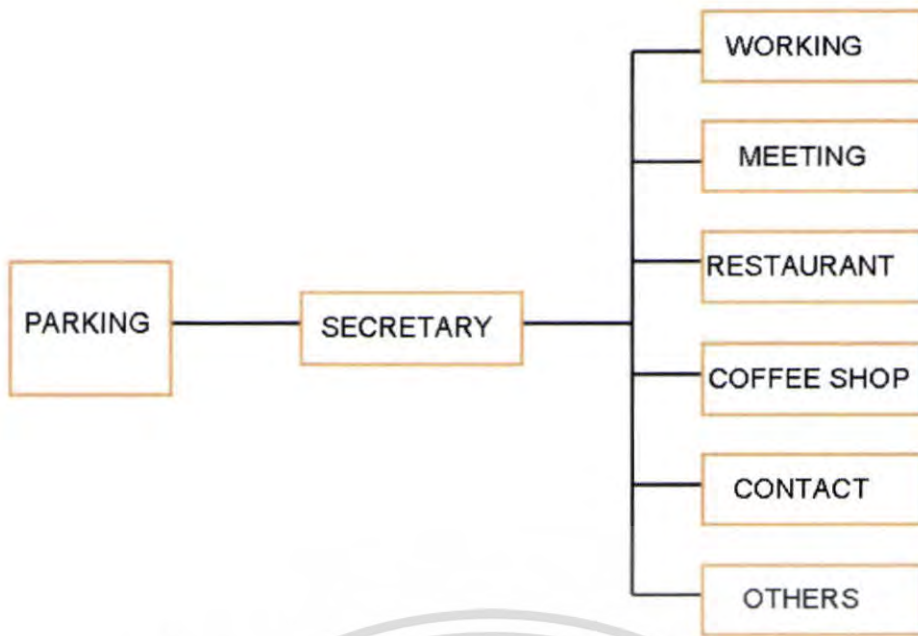 WORKING
MEETING
RESTAURANT
PARKING
SECRETARY
COFFEE SHOP
CONTACT
OTHERS